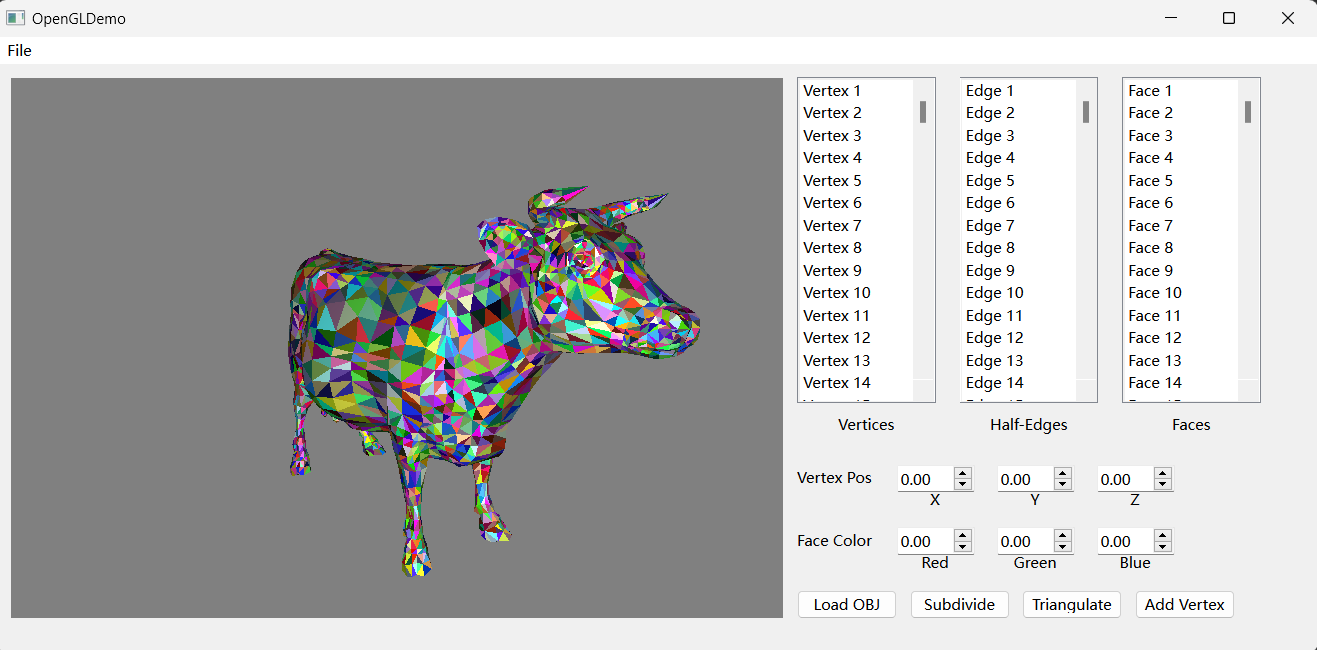 OpenGLDemo
File
Vertex 1
Vertex 2
Vertex 3
Vertex 4
Vertex 5
Vertex 6
Vertex 7
Vertex 8
Vertex 9
Vertex 10
Vertex 11
Vertex 12
Vertex 13
Vertex 14
Vertices
Edge 1
Edge 2
Edge 3
Edge 4
Edge 5
Edge 6
Edge 7
Edge 8
Edge 9
Edge 10
Edge 11
Edge 12
Edge 13
Edge 14
Half-Edges
Face 1
Face 2
Face 3
Face 4
Face 5
Face 6
Face 7
Face 8
Face 9
Face 10
Face 11
Face 12
Face 13
Face 14
Faces
Vertex Pos 0.00 0.00 0.00
X Y Z
Face Color 0.00 0.00 0.00
Red Green Blue
Load OBJ Subdivide Triangulate Add Vertex